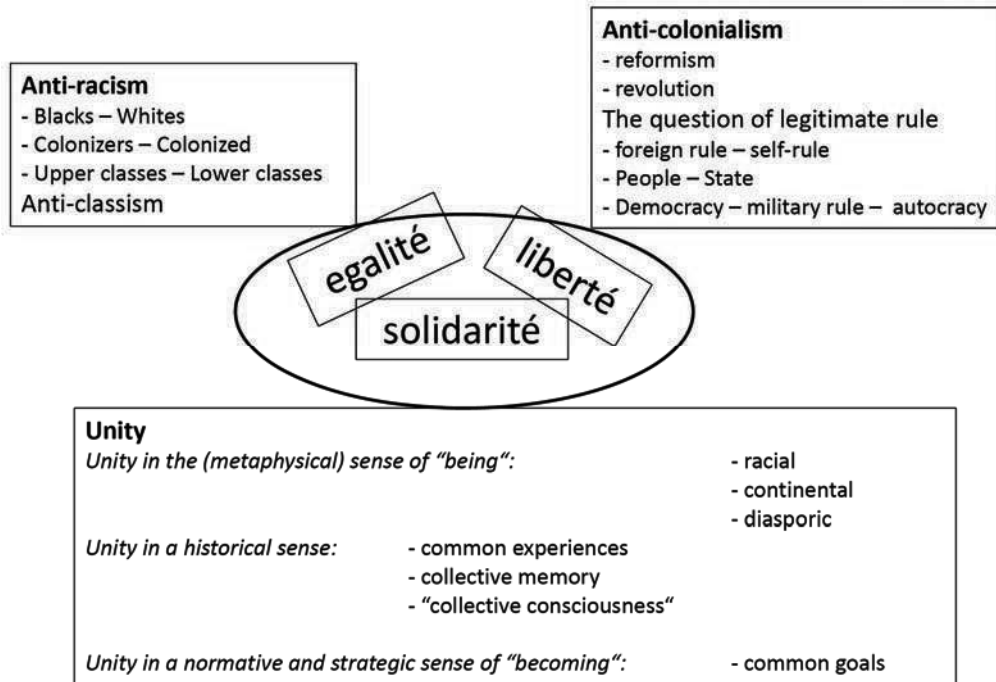 Anti-racism
- Blacks – Whites
- Colonizers – Colonized
- Upper classes – Lower classes
Anti-classism
Anti-colonialism
- reformism
- revolution
The question of legitimate rule
- foreign rule – self-rule
- People – State
- Democracy – military rule – autocracy
egalité
liberté
solidarité
Unity
Unity in the (metaphysical) sense of "being“: - racial
- continental
- diasporic
Unity in a historical sense: - common experiences
- collective memory
- "collective consciousness“
Unity in a normative and strategic sense of "becoming“: - common goals